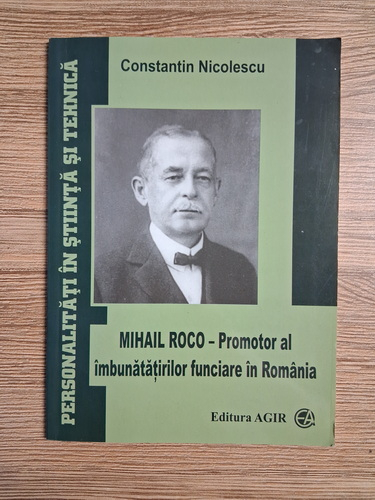 Constantin Nicolescu
PERSONALITĂȚI ÎN ȘTIINȚĂ ȘI TEHNICĂ
MIHAIL ROCO – Promotor al
îmbunătățirilor funciare în România
Editura AGIR